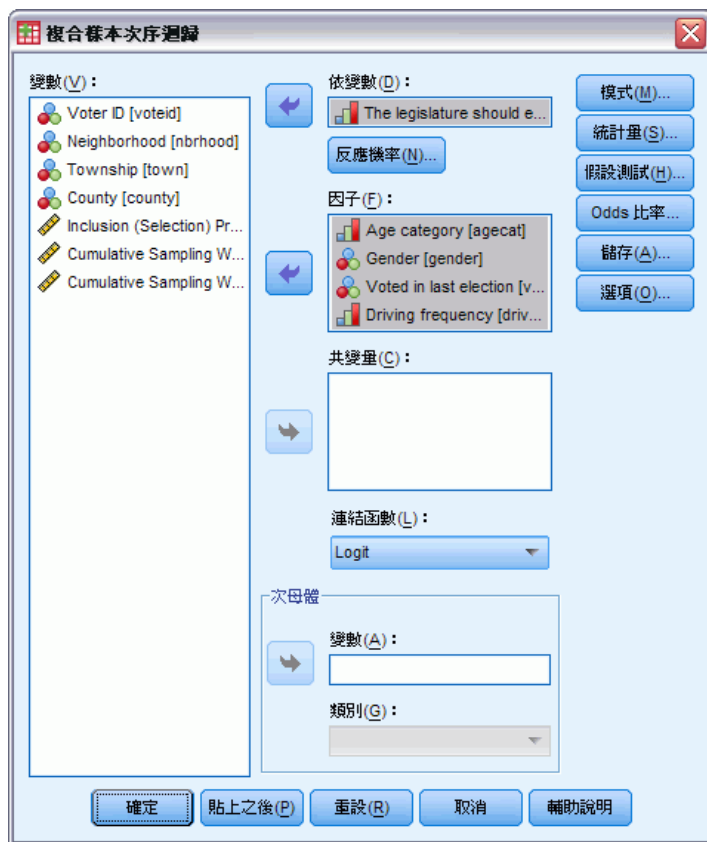 複合樣本次序迴歸
變數(V)：
Voter ID [voteid]
Neighborhood [nbrhood]
Township [town]
County [county]
Inclusion (Selection) Pr...
Cumulative Sampling W...
Cumulative Sampling W...
依變數(D)：
The legislature should e...
反應機率(N)...
因子(F)：
Age category [agecat]
Gender [gender]
Voted in last election [v...
Driving frequency [driv...
共變量(C)：
連結函數(L)：
Logit
次母體
變數(A)：
類別(G)：
模式(M)...
統計量(S)...
假設測試(H)...
Odds 比率...
儲存(A)...
選項(O)...
確定
貼上之後(P)
重設(R)
取消
輔助說明